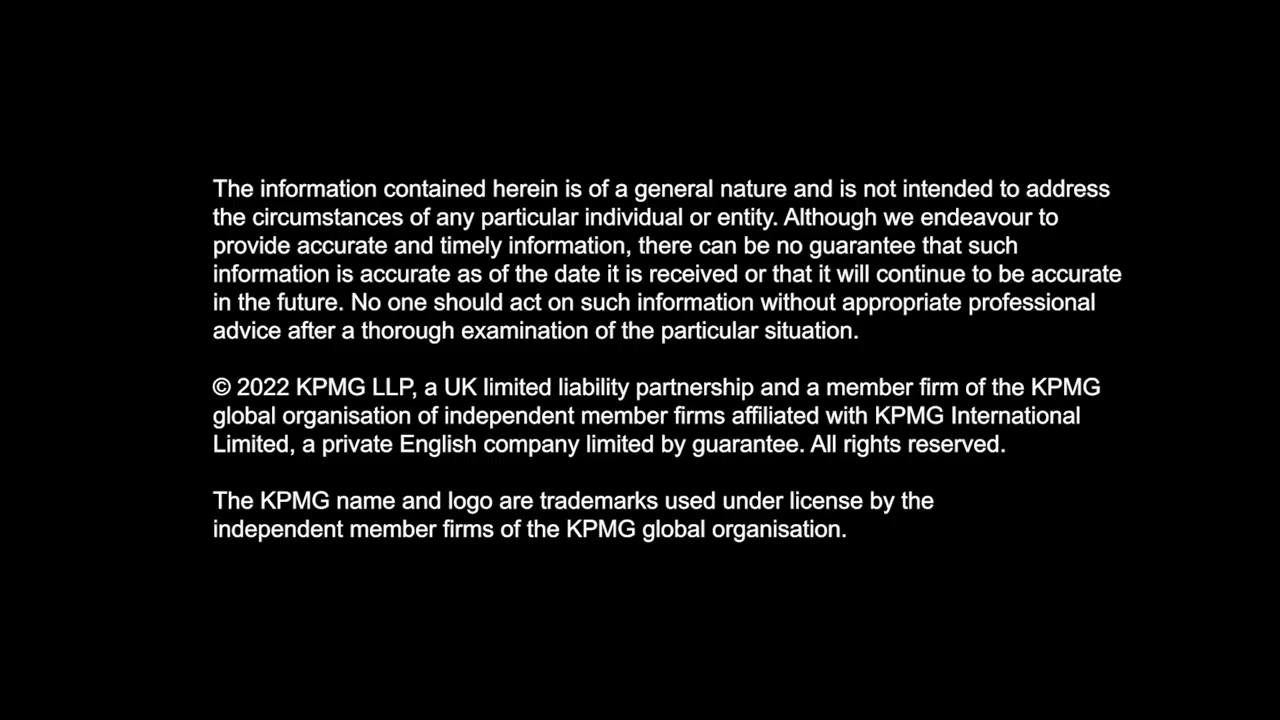 The information contained herein is of a general nature and is not intended to address
the circumstances of any particular individual or entity. Although we endeavour to
provide accurate and timely information, there can be no guarantee that such
information is accurate as of the date it is received or that it will continue to be accurate
in the future. No one should act on such information without appropriate professional
advice after a thorough examination of the particular situation.
© 2022 KPMG LLP, a UK limited liability partnership and a member firm of the KPMG
global organisation of independent member firms affiliated with KPMG International
Limited, a private English company limited by guarantee. All rights reserved.
The KPMG name and logo are trademarks used under license by the
independent member firms of the KPMG global organisation.